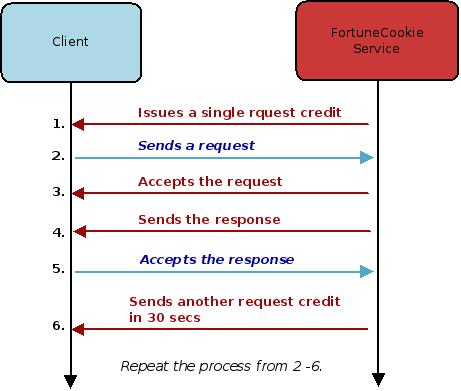 Client
FortuneCookie
Service
Issues a single rquest credit
1.
Sends a request
2.
Accepts the request
3.
Sends the response
4.
Accepts the response
5.
Sends another request credit
in 30 secs
6.
Repeat the process from 2 -6.